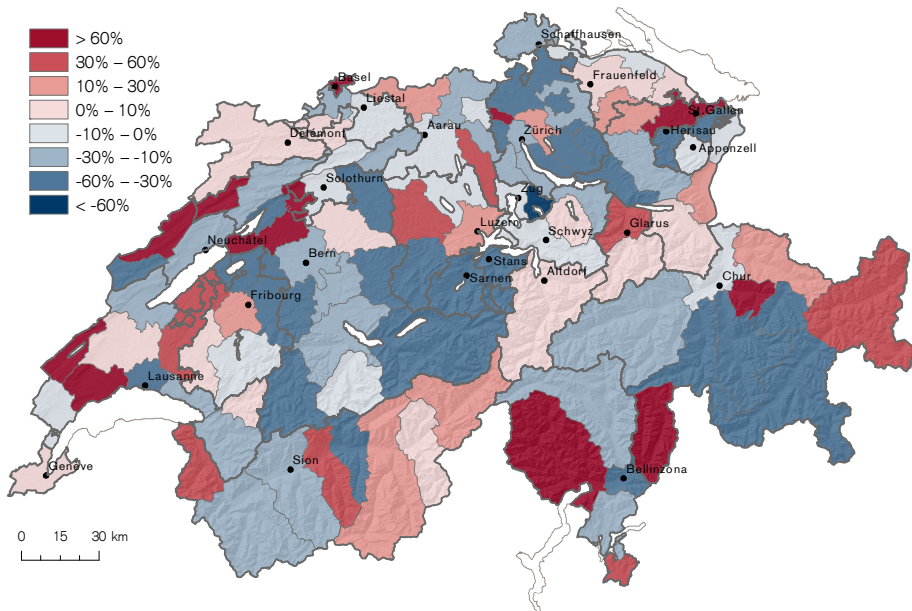 > 60%
30% – 60%
10% – 30%
0% – 10%
-10% – 0%
-30% – -10%
-60% – -30%
< -60%
Schaffhausen
Basel
Frauenfeld
Liestal
St.Gallen
Delémont
Aarau
Zürich
Herisau
Appenzell
Solothurn
Zug
Neuchâtel
Luzern
Glarus
Schwyz
Bern
Stans
Sarnen
Altdorf
Chur
Fribourg
Lausanne
Sion
Genève
Bellinzona
0 15 30 km